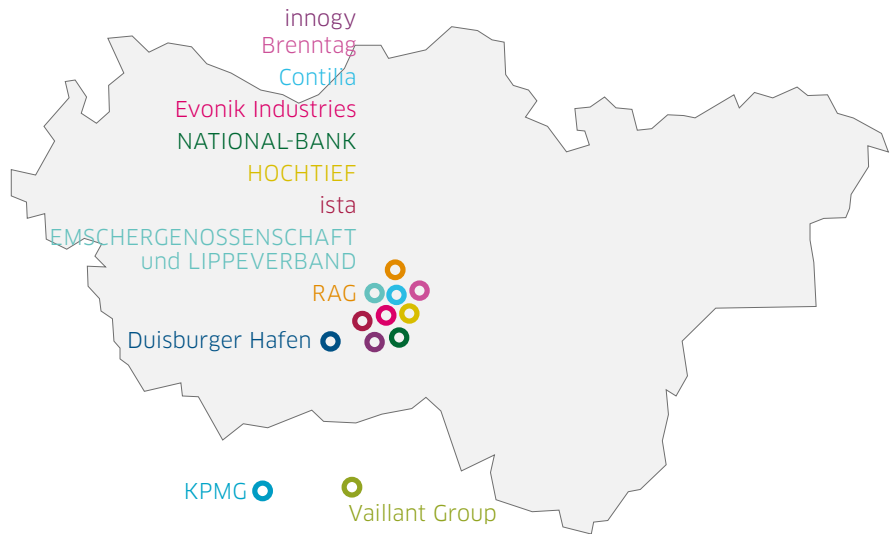 innogy
Brenntag
Contilia
Evonik Industries
NATIONAL-BANK
HOCHTIEF
ista
EMSCHERGENOSSENSCHAFT
und LIPPEVERBAND
RAG
Duisburger Hafen
KPMG
Vaillant Group